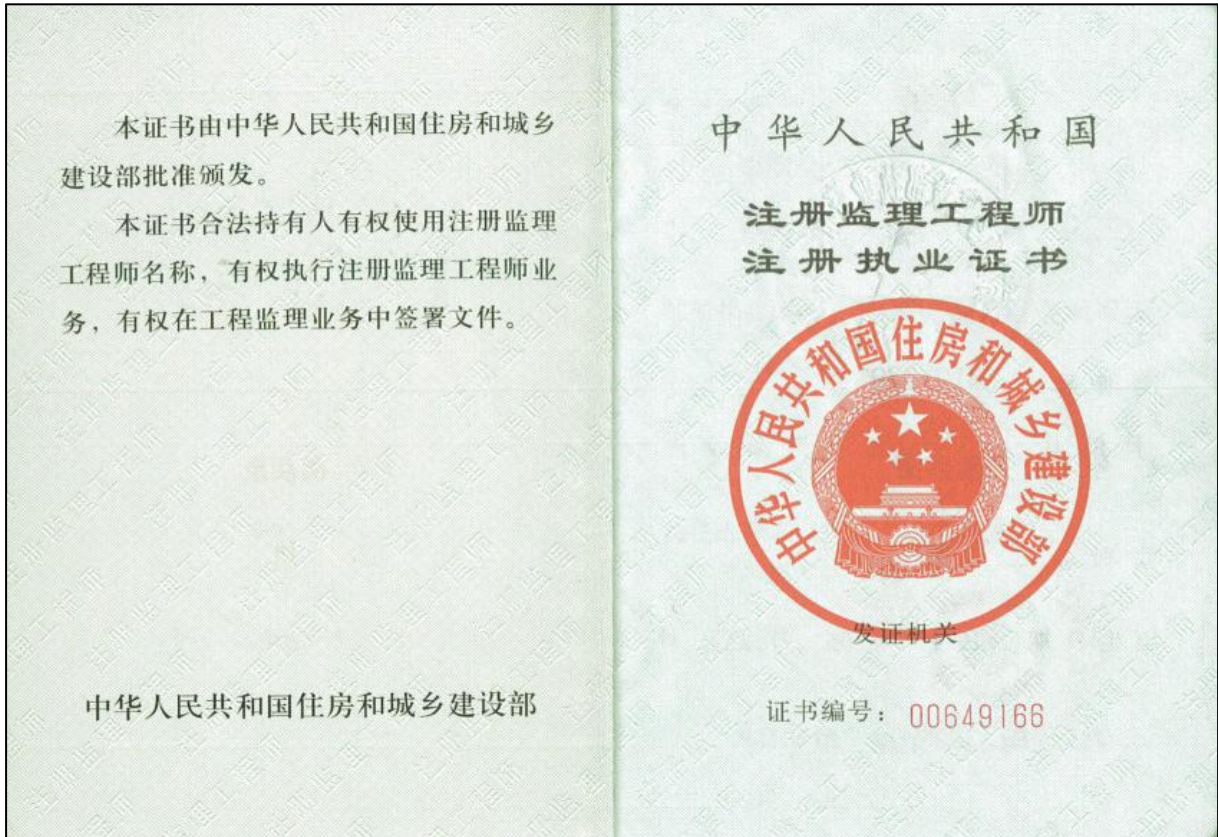 本证书由中华人民共和国住房和城乡
建设部批准颁发。
本证书合法持有人有权使用注册监理
工程师名称，有权执行注册监理工程师业
务，有权在工程监理业务中签署文件。
中华人民共和国住房和城乡建设部
中华人民共和国
注册监理工程师
注册执业证书
中华人民共和国住房和城乡建设部
发证机关
证书编号：00649166